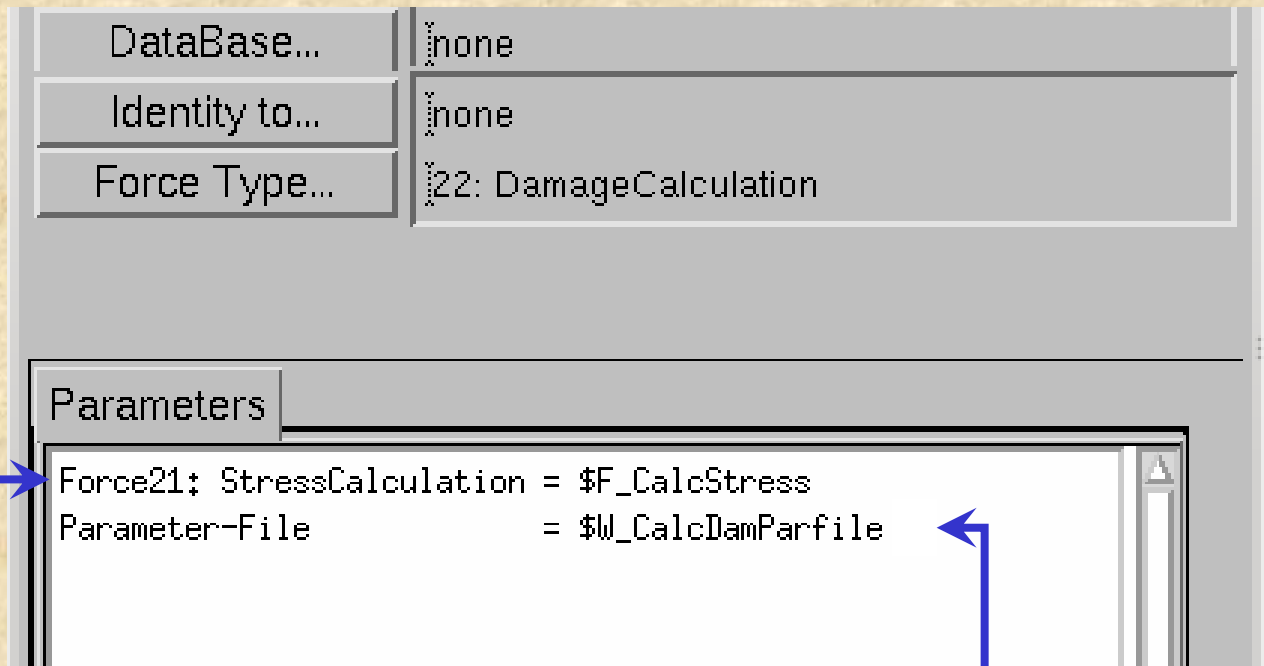 DataBase... none
Identity to... none
Force Type... 22: DamageCalculation
Parameters
Force21: StressCalculation = $F_CalcStress
Parameter-File = $W_CalcDamParfile